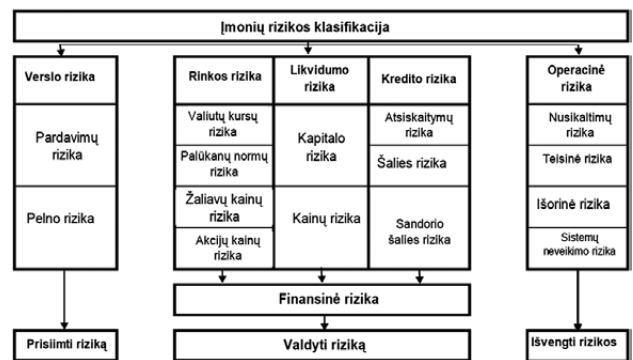 Įmonių rizikos klasifikacija
Verslo rizika
Pardavimų
rizika
Pelno rizika
Prisiimti riziką
Rinkos rizika
Valiutų kursų
rizika
Palūkanų normų
rizika
Žaliavų kainų
rizika
Akcijų kainų
rizika
Likvidumo
rizika
Kapitalo
rizika
Kainų rizika
Kredito rizika
Atsiskaitymų
rizika
Šalies rizika
Sandorio
šalies rizika
Finansinė rizika
Valdyti riziką
Operacinė
rizika
Nusikaltimų
rizika
Teisinė rizika
Išorinė rizika
Sistemų
neveikimo rizika
Išvengti rizikos